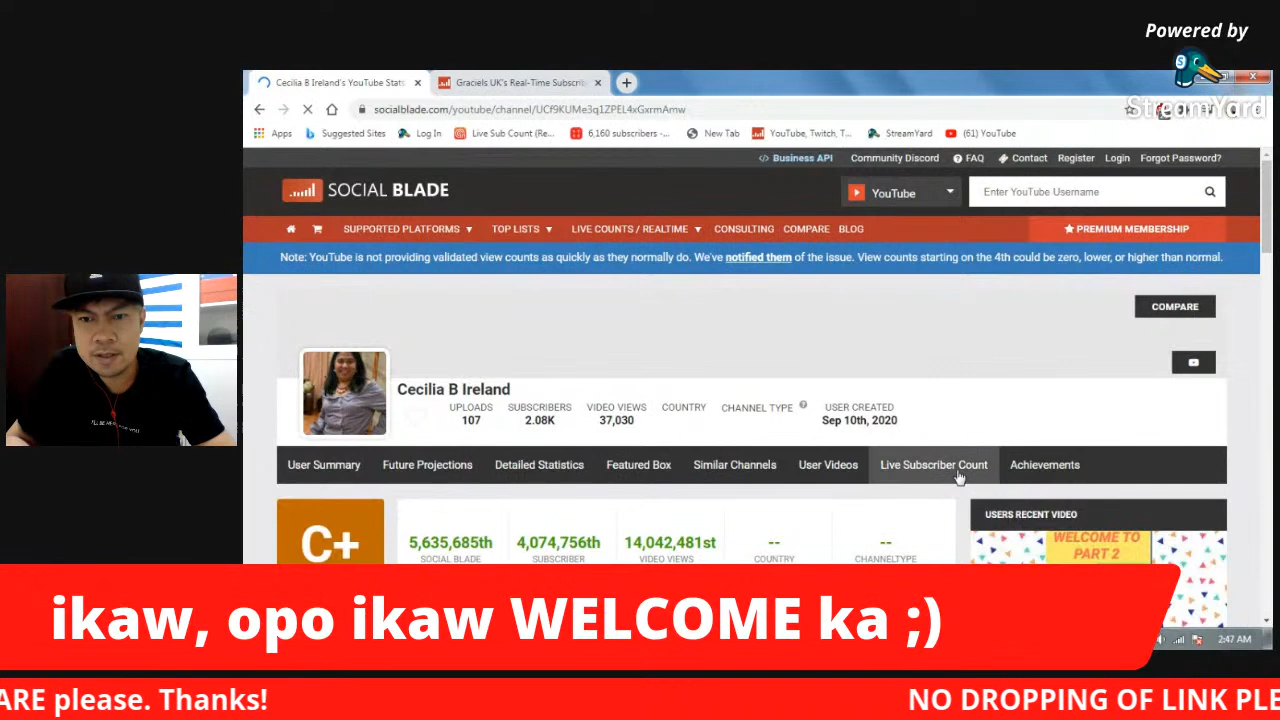 Powered by
StreamYard
Cecilia B Ireland's YouTube Stats
Graciels UK's Real-Time Subscrib
socialblade.com/youtube/channel/UCf9KUMe3q1ZPEL4xGxrmAmw
Apps Suggested Sites Log In Live Sub Count (Re... 6,160 subscribers -... New Tab YouTube, Twitch, T... StreamYard (61) YouTube
Business API Community Discord FAQ Contact Register Login Forgot Password?
SOCIAL BLADE YouTube Enter YouTube Username
SUPPORTED PLATFORMS TOP LISTS LIVE COUNTS / REALTIME CONSULTING COMPARE BLOG PREMIUM MEMBERSHIP
Note: YouTube is not providing validated view counts as quickly as they normally do. We've notified them of the issue. View counts starting on the 4th could be zero, lower, or higher than normal.
COMPARE
Cecilia B Ireland
UPLOADS SUBSCRIBERS VIDEO VIEWS COUNTRY CHANNEL TYPE USER CREATED
107 2.08K 37,030 Sep 10th, 2020
User Summary Future Projections Detailed Statistics Featured Box Similar Channels User Videos Live Subscriber Count Achievements
C+
5,635,685th 4,074,756th 14,042,481st -- --
SOCIAL BLADE SUBSCRIBER VIDEO VIEWS COUNTRY CHANNELTYPE
USERS RECENT VIDEO
WELCOME TO
PART 2
2:47 AM
ikaw, opo ikaw WELCOME ka ;)
ARE please. Thanks! NO DROPPING OF LINK PLE